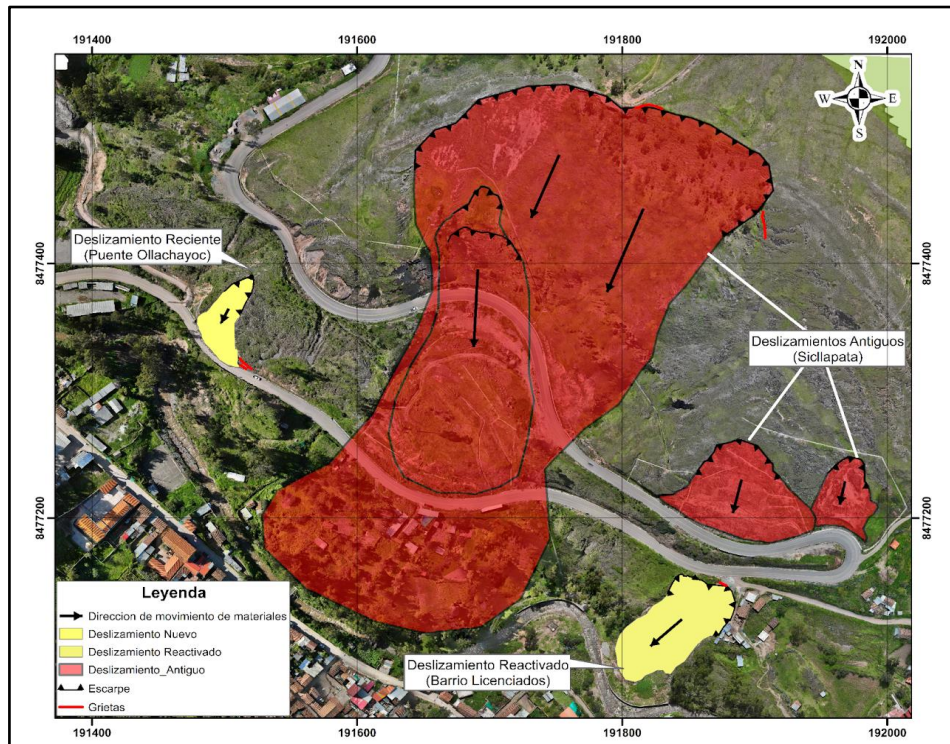 191400 191600 191800 192000
N
W E
S
Deslizamiento Reciente
(Puente Ollachayoc)
8477400 8477400
Deslizamientos Antiguos
(Sicllapata)
8477200 8477200
Leyenda
Direccion de movimiento de materiales
Deslizamiento Nuevo
Deslizamiento Reactivado
Deslizamiento_Antiguo
Escarpe
Grietas
Deslizamiento Reactivado
(Barrio Licenciados)
191400 191600 191800 192000